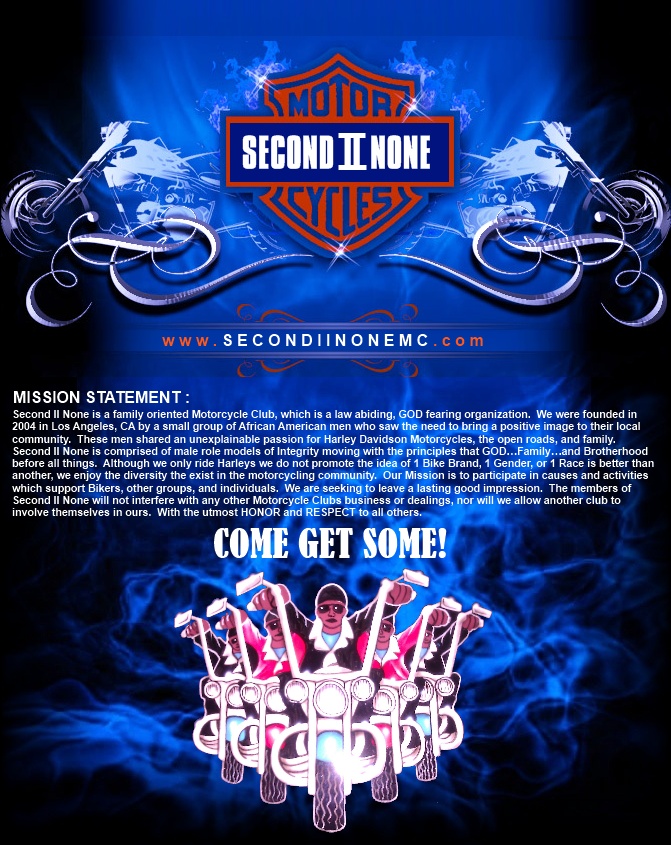 MOTOR
SECOND II NONE
CYCLES
www.SECONDIINONEMC.com
MISSION STATEMENT :
Second II None is a family oriented Motorcycle Club, which is a law abiding, GOD fearing organization.  We were founded in
2004 in Los Angeles, CA by a small group of African American men who saw the need to bring a positive image to their local
community.  These men shared an unexplainable passion for Harley Davidson Motorcycles, the open roads, and family.
Second II None is comprised of male role models of Integrity moving with the principles that GOD...Family...and Brotherhood
before all things.  Although we only ride Harleys we do not promote the idea of 1 Bike Brand, 1 Gender, or 1 Race is better than
another, we enjoy the diversity the exist in the motorcycling community.  Our Mission is to participate in causes and activities
which support Bikers, other groups, and individuals.  We are seeking to leave a lasting good impression.  The members of
Second II None will not interfere with any other Motorcycle Clubs business or dealings, nor will we allow another club to
involve themselves in ours.  With the utmost HONOR and RESPECT to all others.
COME GET SOME!